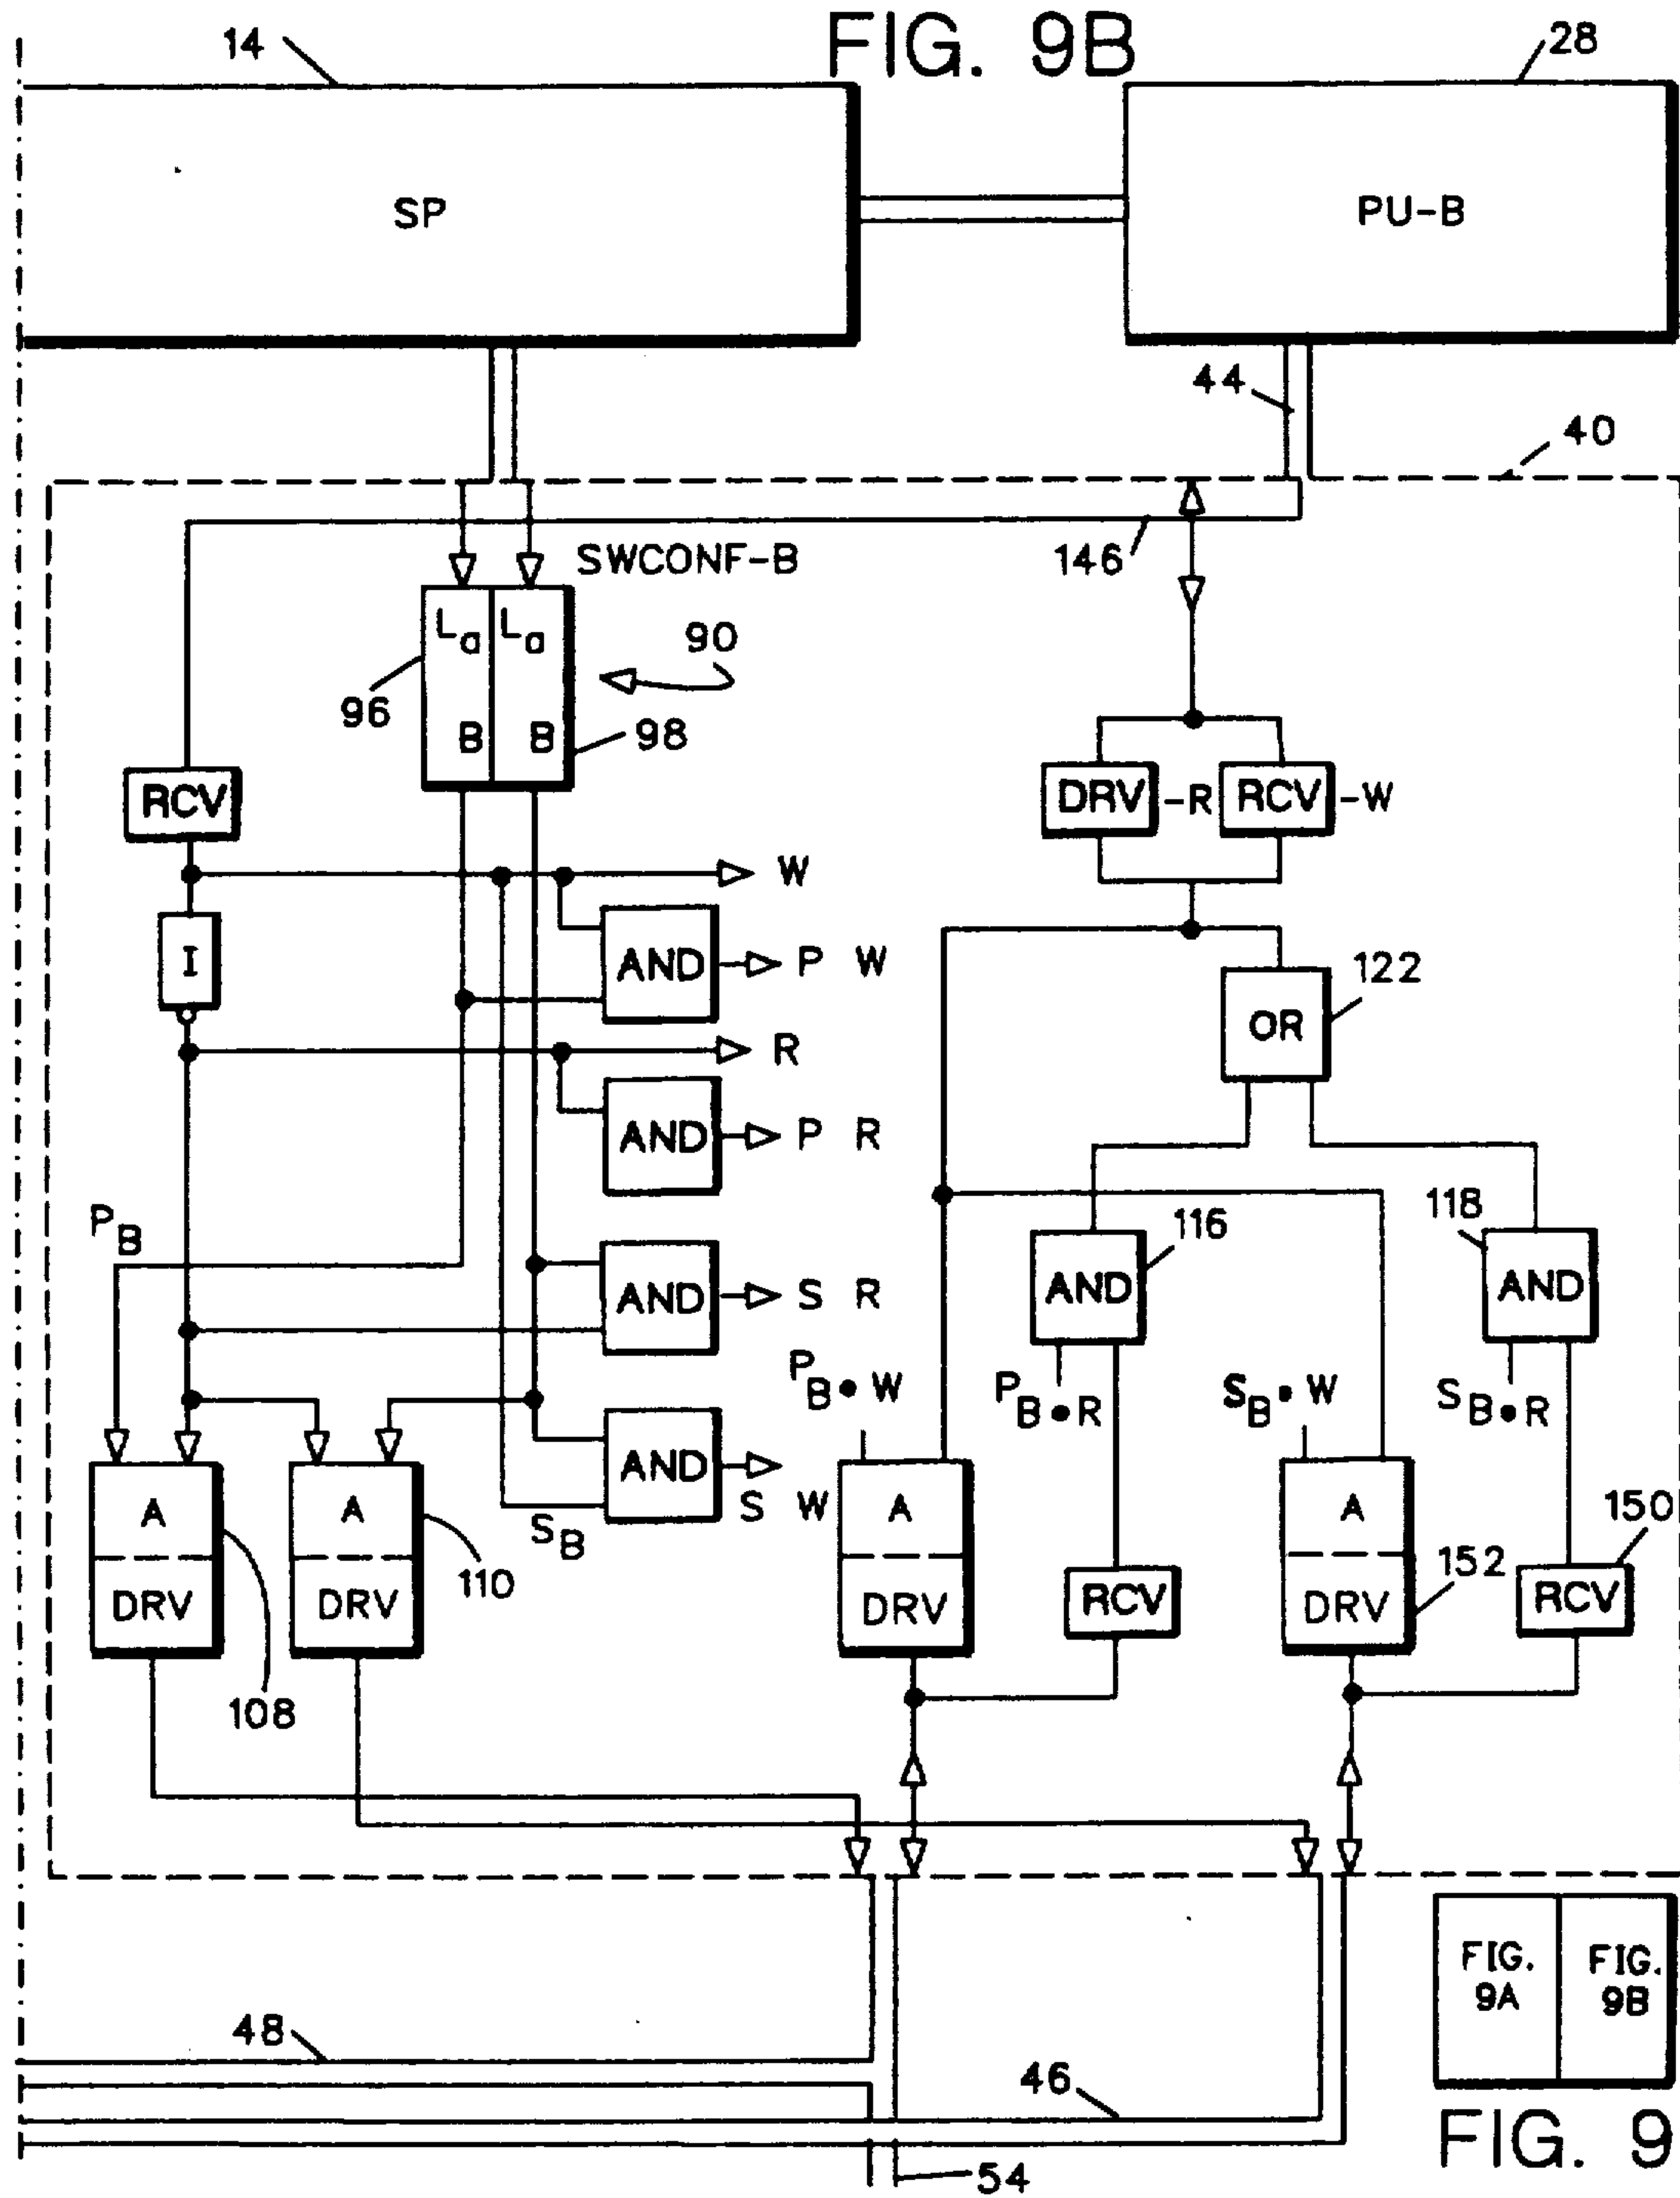 FIG. 9B
14
28
SP
PU-B
44
40
146
SWCONF-B
La La
90
96
B B
98
RCV
DRV -R RCV -W
W
I
AND P W
122
OR
R
AND P R
PB
118
116
AND S R
AND
AND
PB•W
PB•R
SB•W
SB•R
AND
S W
SB
A
A
A
A
150
110
152
DRV
DRV
DRV
RCV
DRV
RCV
108
FIG. 9A
FIG. 9B
48
46
FIG. 9
54